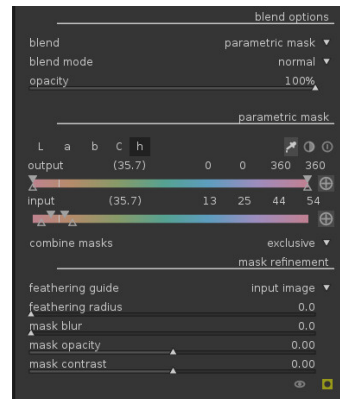 blend options
blend parametric mask
blend mode normal
opacity 100%
parametric mask
L a b C h
output (35.7) 0 0 360 360
input (35.7) 13 25 44 54
combine masks exclusive
mask refinement
feathering guide input image
feathering radius 0.0
mask blur 0.0
mask opacity 0.00
mask contrast 0.00